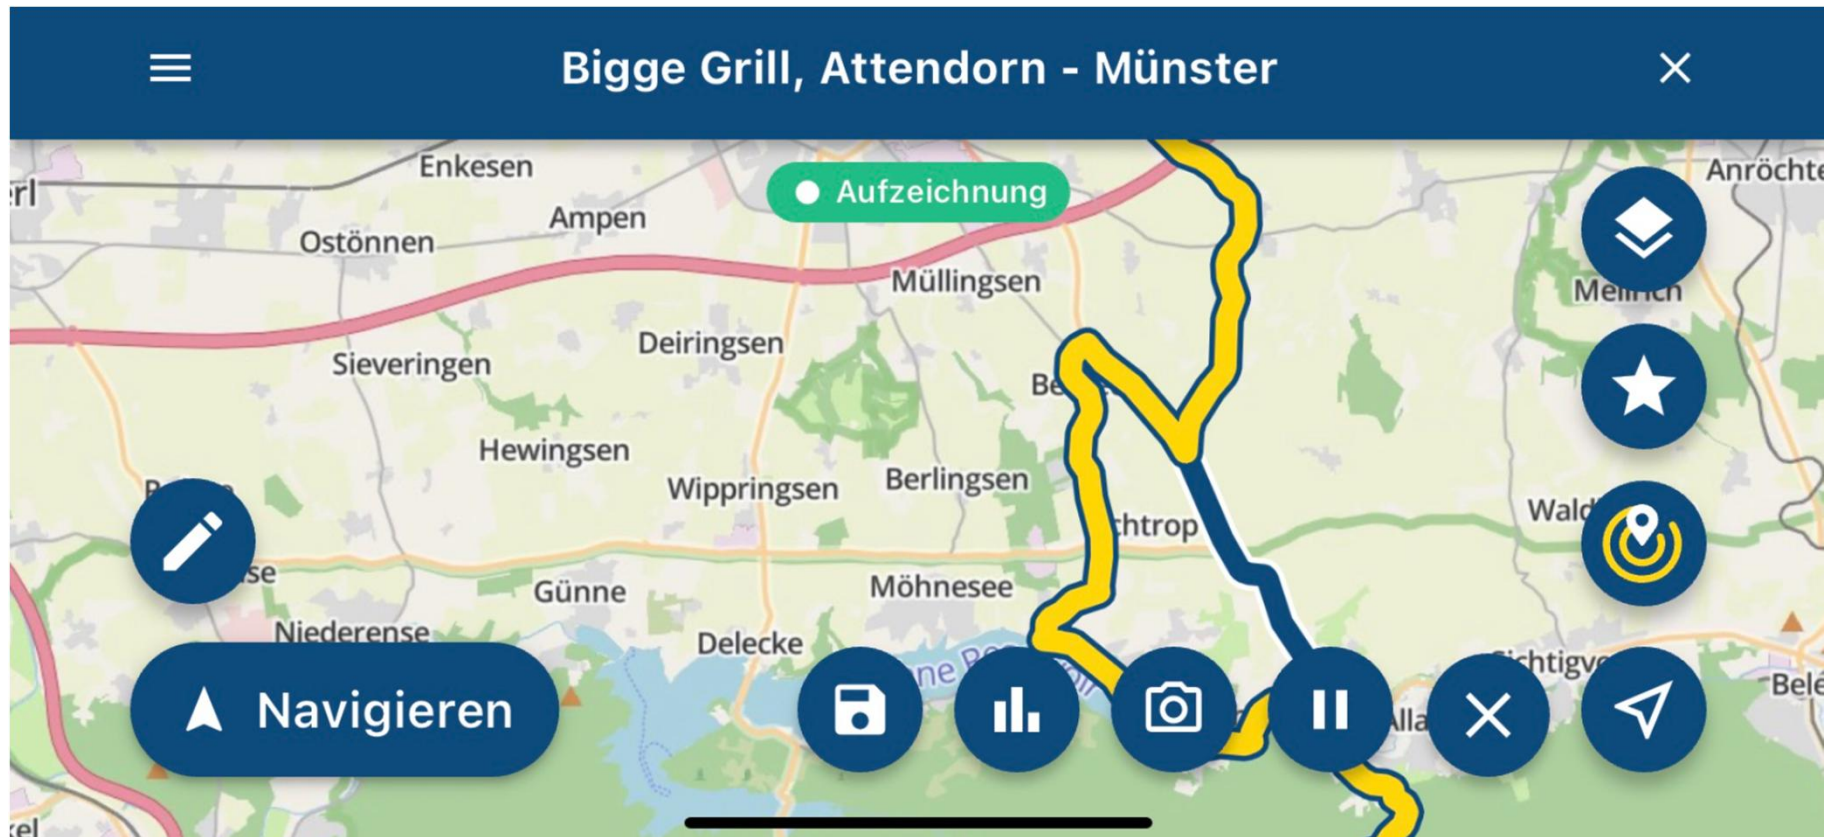 Bigge Grill, Attendorn - Münster
Enkesen
Aufzeichnung
Anröchte
Ampen
Ostönnen
Müllingsen
Deiringsen
Sieveringen
Hewingsen
Wippringsen
Berlingsen
chtrop
Günne
Möhnesee
Niederense
Delecke
Navigieren